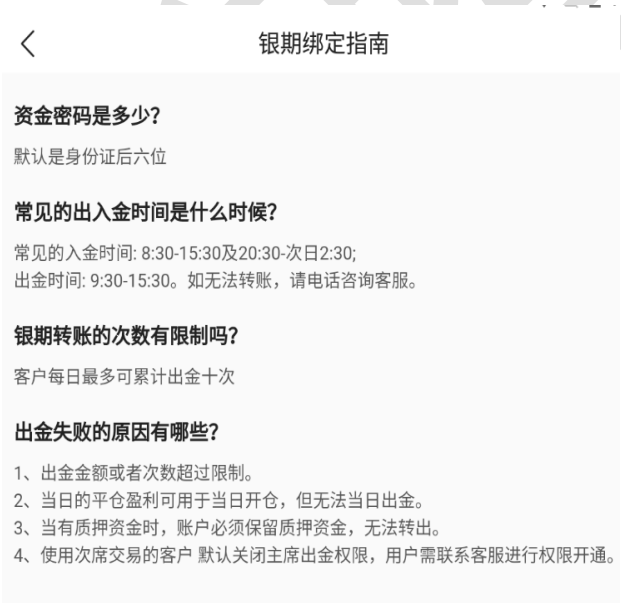 银期绑定指南
资金密码是多少?
默认是身份证后六位
常见的出入金时间是什么时候?
常见的入金时间: 8:30-15:30及20:30-次日2:30;
出金时间: 9:30-15:30。如无法转账，请电话咨询客服。
银期转账的次数有限制吗?
客户每日最多可累计出金十次
出金失败的原因有哪些?
1、出金金额或者次数超过限制。
2、当日的平仓盈利可用于当日开仓，但无法当日出金。
3、当有质押资金时，账户必须保留质押资金，无法转出。
4、使用次席交易的客户 默认关闭主席出金权限，用户需联系客服进行权限开通。